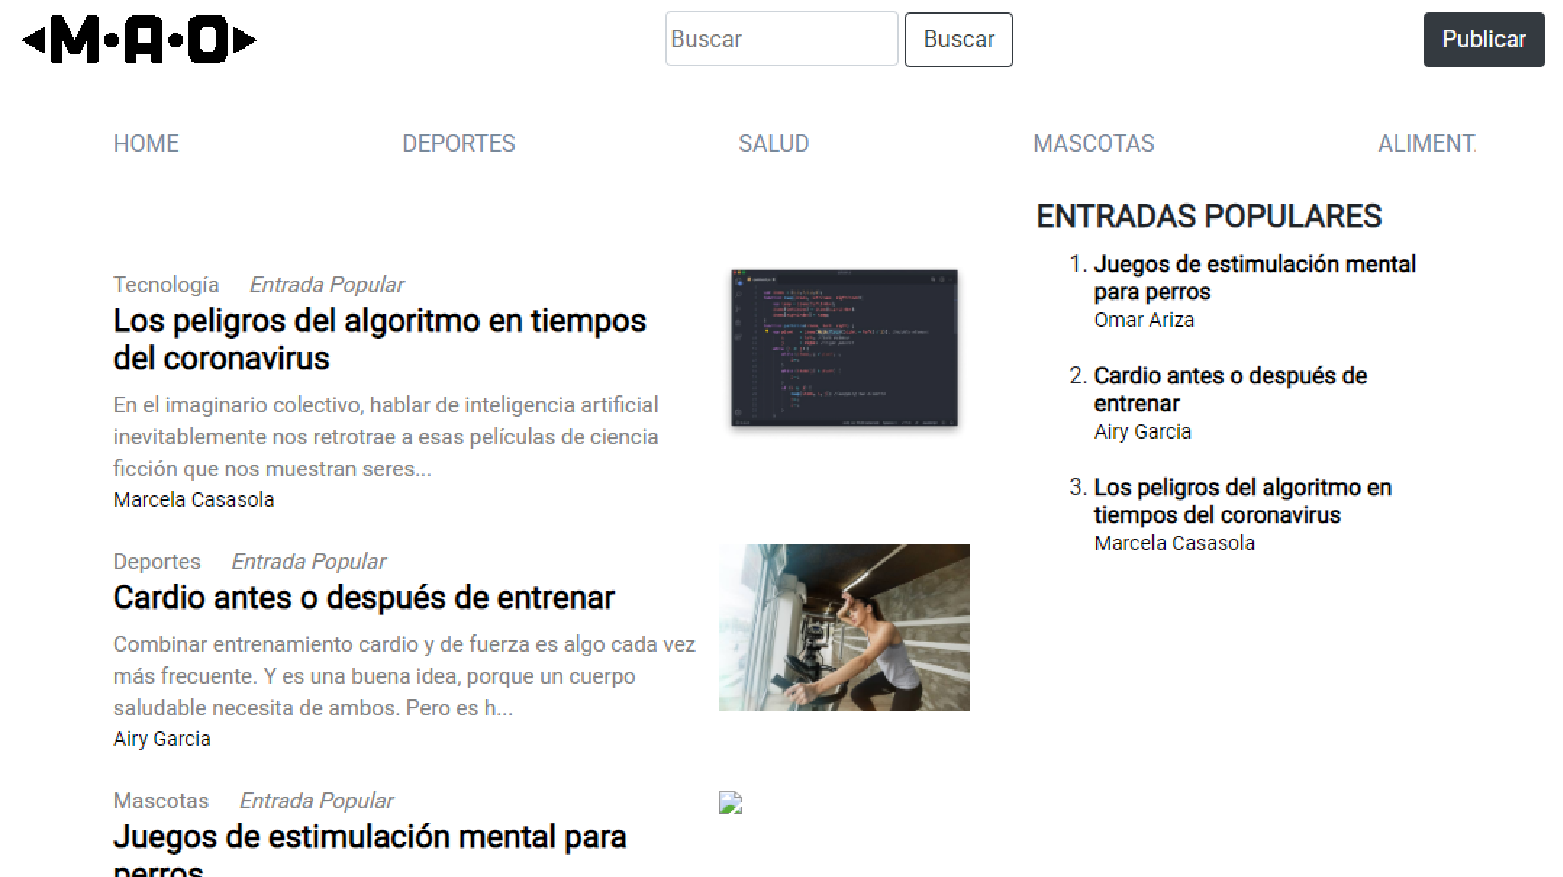 M·A·O
Buscar
Buscar
Publicar
HOME
DEPORTES
SALUD
MASCOTAS
ALIMENT.
Tecnología Entrada Popular
Los peligros del algoritmo en tiempos
del coronavirus
En el imaginario colectivo, hablar de inteligencia artificial
inevitablemente nos retrotrae a esas películas de ciencia
ficción que nos muestran seres...
Marcela Casasola
Deportes Entrada Popular
Cardio antes o después de entrenar
Combinar entrenamiento cardio y de fuerza es algo cada vez
más frecuente. Y es una buena idea, porque un cuerpo
saludable necesita de ambos. Pero es h...
Airy Garcia
Mascotas Entrada Popular
Juegos de estimulación mental para
perros
ENTRADAS POPULARES
1. Juegos de estimulación mental
para perros
Omar Ariza
2. Cardio antes o después de
entrenar
Airy Garcia
3. Los peligros del algoritmo en
tiempos del coronavirus
Marcela Casasola